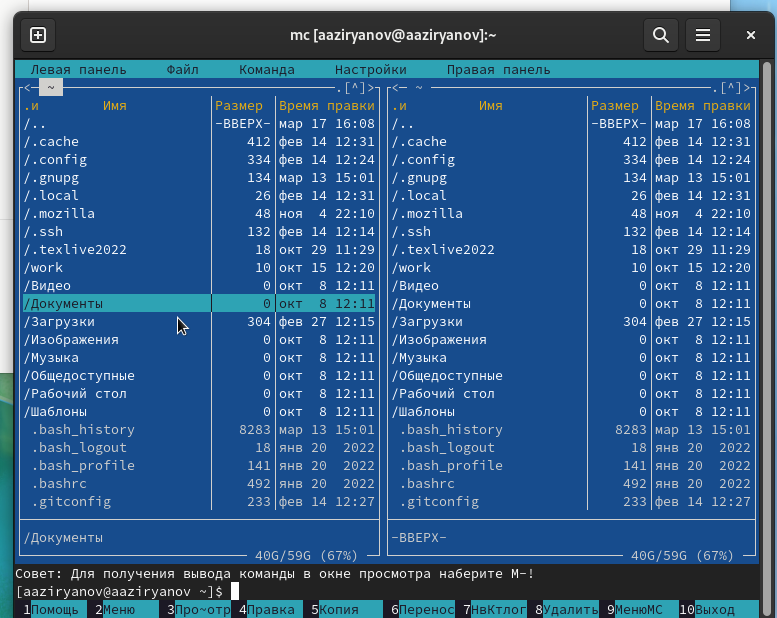 mc [aaziryanov@aaziryanov]:~
Левая панель Файл Команда Настройки Правая панель
<- ~ .[^]> <- ~ .[^]>
.и Имя Размер Время правки .и Имя Размер Время правки
/.. -ВВЕРХ- мар 17 16:08 /.. -ВВЕРХ- мар 17 16:08
/.cache 412 фев 14 12:31 /.cache 412 фев 14 12:31
/.config 334 фев 14 12:24 /.config 334 фев 14 12:24
/.gnupg 134 мар 13 15:01 /.gnupg 134 мар 13 15:01
/.local 26 фев 14 12:31 /.local 26 фев 14 12:31
/.mozilla 48 ноя 4 22:10 /.mozilla 48 ноя 4 22:10
/.ssh 132 фев 14 12:14 /.ssh 132 фев 14 12:14
/.texlive2022 18 окт 29 11:29 /.texlive2022 18 окт 29 11:29
/work 10 окт 15 12:20 /work 10 окт 15 12:20
/Видео 0 окт 8 12:11 /Видео 0 окт 8 12:11
/Документы 0 окт 8 12:11 /Документы 0 окт 8 12:11
/Загрузки 304 фев 27 12:15 /Загрузки 304 фев 27 12:15
/Изображения 0 окт 8 12:11 /Изображения 0 окт 8 12:11
/Музыка 0 окт 8 12:11 /Музыка 0 окт 8 12:11
/Общедоступные 0 окт 8 12:11 /Общедоступные 0 окт 8 12:11
/Рабочий стол 0 окт 8 12:11 /Рабочий стол 0 окт 8 12:11
/Шаблоны 0 окт 8 12:11 /Шаблоны 0 окт 8 12:11
.bash_history 8283 мар 13 15:01 .bash_history 8283 мар 13 15:01
.bash_logout 18 янв 20 2022 .bash_logout 18 янв 20 2022
.bash_profile 141 янв 20 2022 .bash_profile 141 янв 20 2022
.bashrc 492 янв 20 2022 .bashrc 492 янв 20 2022
.gitconfig 233 фев 14 12:27 .gitconfig 233 фев 14 12:27
/Документы -ВВЕРХ-
40G/59G (67%) 40G/59G (67%)
Совет: Для получения вывода команды в окне просмотра наберите M-!
[aaziryanov@aaziryanov ~]$
1Помощь 2Меню 3Про~отр 4Правка 5Копия 6Перенос 7НвКтлог 8Удалить 9МенюMC 10Выход